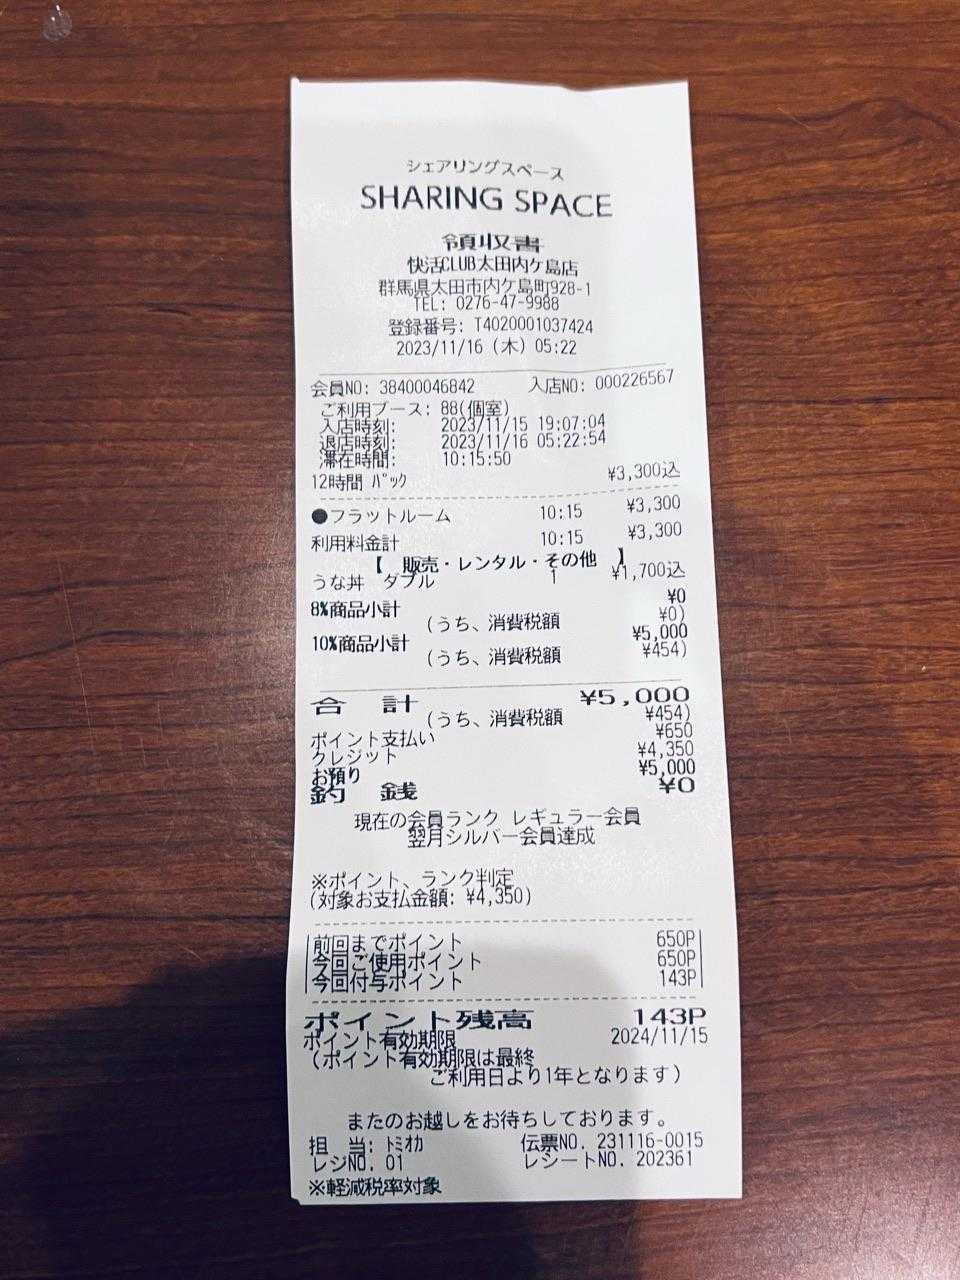 シェアリングスペース
SHARING SPACE
領収書
快活CLUB太田内ケ島店
群馬県太田市内ケ島町928-1
TEL: 0276-47-9988
登録番号: T4020001037424
2023/11/16 (木) 05:22
会員NO: 38400046842 入店NO: 000226567
ご利用ブース: 88(個室)
入店時刻: 2023/11/15 19:07:04
退店時刻: 2023/11/16 05:22:54
滞在時間: 10:15:50
12時間 ﾊﾟｯｸ ¥3,300込
●フラットルーム 10:15 ¥3,300
利用料金計 10:15 ¥3,300
【 販売・レンタル・その他 】
うな丼 ダブル 1 ¥1,700込
8%商品小計 ¥0
(うち、消費税額 ¥0)
10%商品小計 ¥5,000
(うち、消費税額 ¥454)
合 計 ¥5,000
(うち、消費税額 ¥454)
ポイント支払い ¥650
クレジット ¥4,350
お預り ¥5,000
釣 銭 ¥0
現在の会員ランク レギュラー会員
翌月シルバー会員達成
※ポイント、ランク判定
(対象お支払金額: ¥4,350)
前回までポイント 650P
今回ご使用ポイント 650P
今回付与ポイント 143P
ポイント残高 143P
ポイント有効期限 2024/11/15
(ポイント有効期限は最終
ご利用日より1年となります)
またのお越しをお待ちしております。
担 当: ﾄﾐｵｶ 伝票NO. 231116-0015
レジNO. 01 レシートNO. 202361
※軽減税率対象